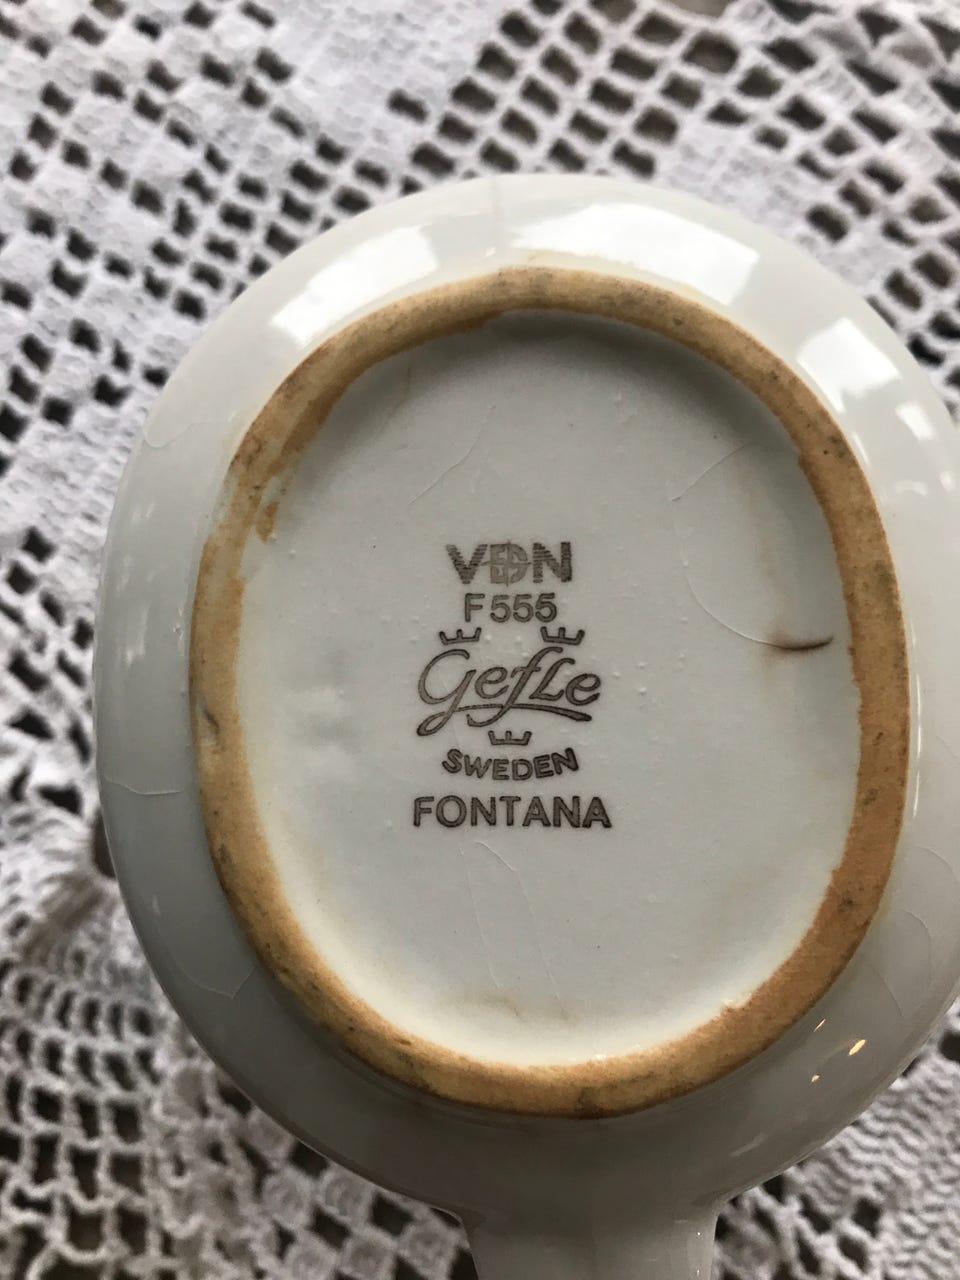 VDN
F555
Gefle
SWEDEN
FONTANA